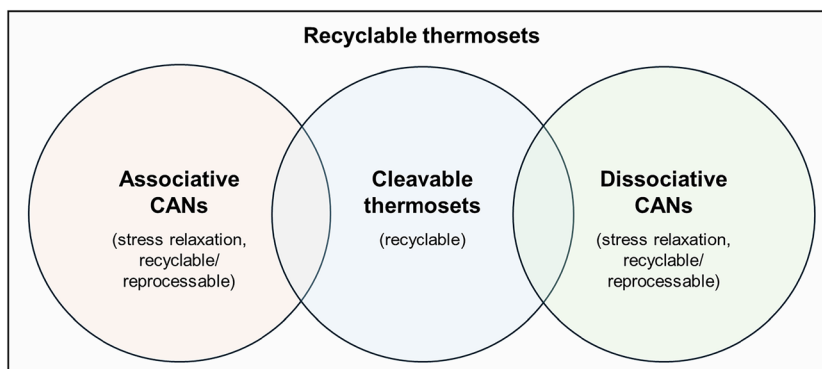 Recyclable thermosets
Associative
CANs
(stress relaxation,
recyclable/
reprocessable)
Cleavable
thermosets
(recyclable)
Dissociative
CANs
(stress relaxation,
recyclable/
reprocessable)